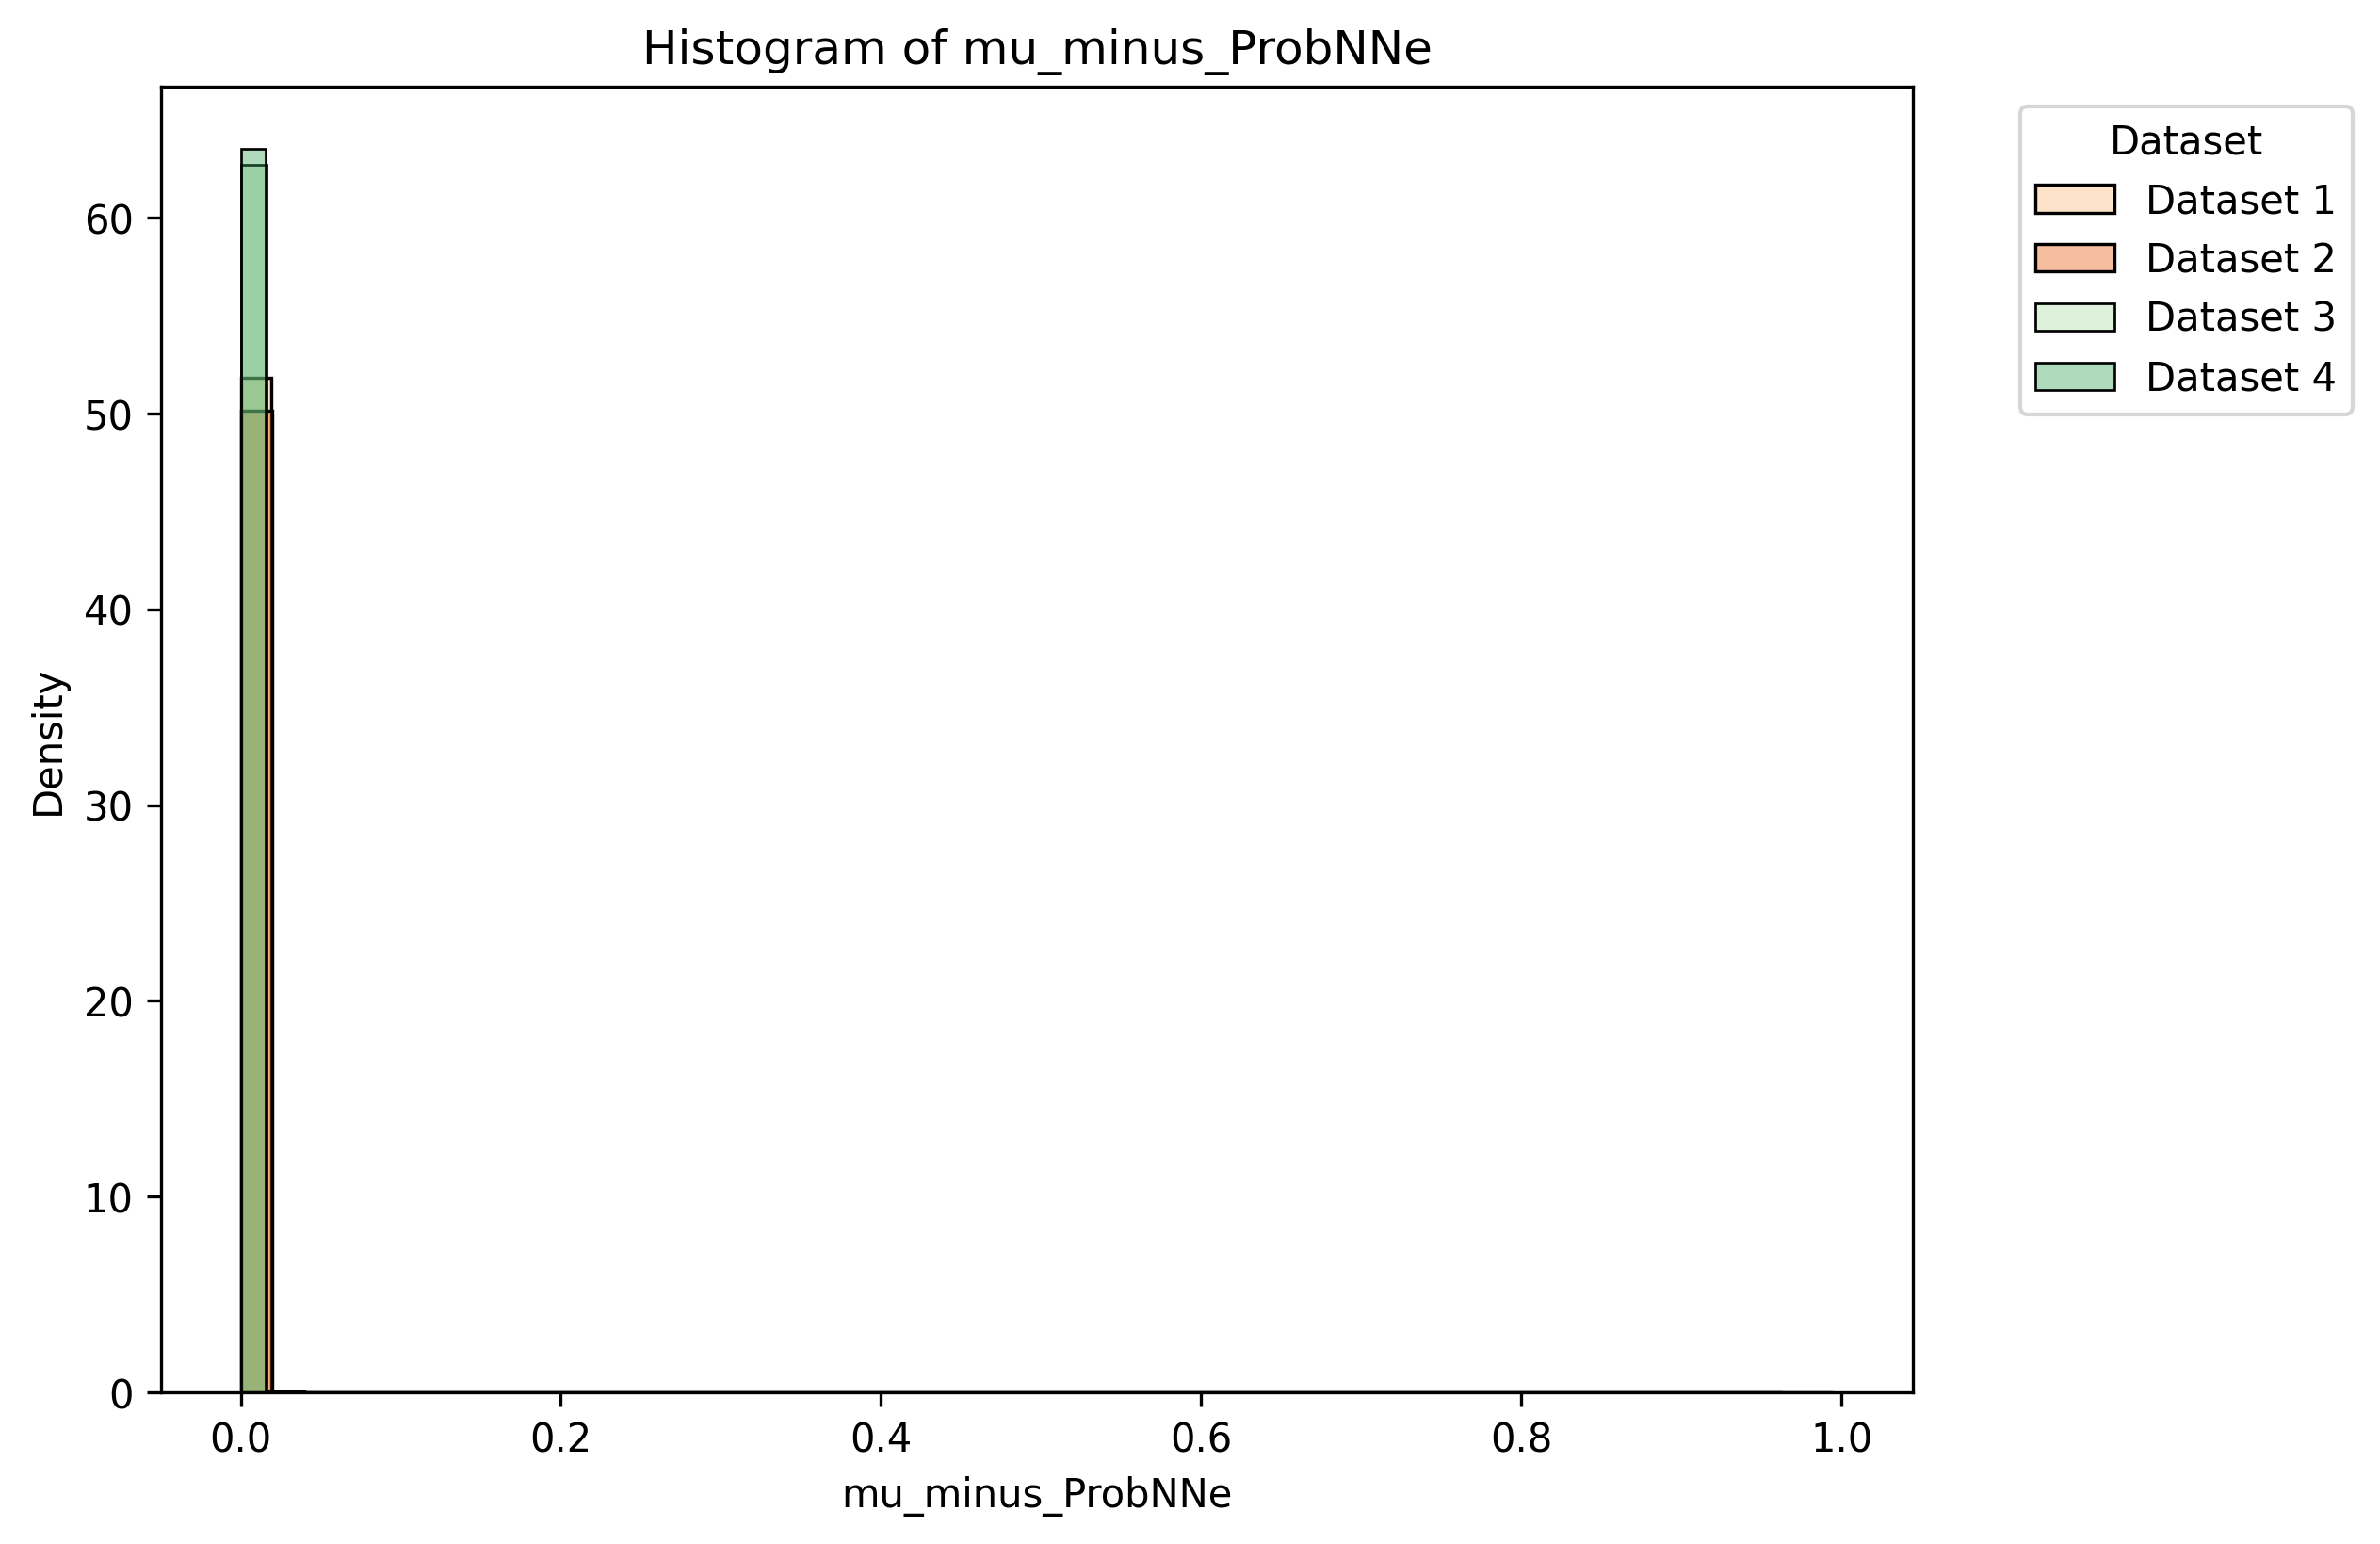 Histogram of mu_minus_ProbNNe
Dataset
Dataset 1
Dataset 2
Dataset 3
Dataset 4
Density
60
50
40
30
20
10
0
0.0 0.2 0.4 0.6 0.8 1.0
mu_minus_ProbNNe